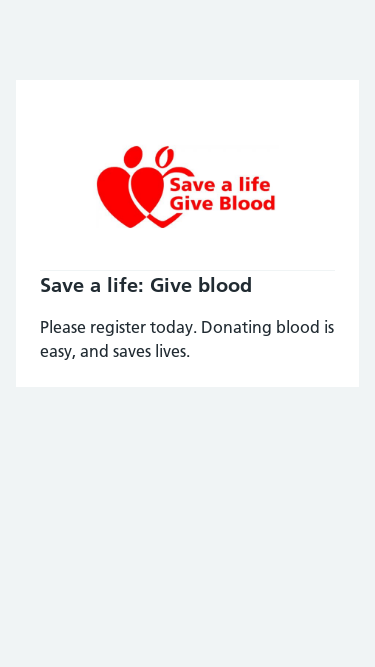 Save a life
Give Blood
Save a life: Give blood
Please register today. Donating blood is
easy, and saves lives.